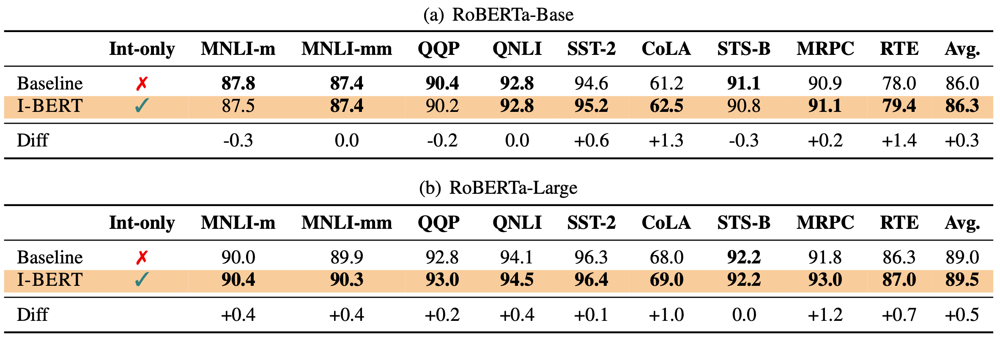 (a) RoBERTa-Base
Int-only MNLI-m MNLI-mm QQP QNLI SST-2 CoLA STS-B MRPC RTE Avg.
Baseline ✗ 87.8 87.4 90.4 92.8 94.6 61.2 91.1 90.9 78.0 86.0
I-BERT ✓ 87.5 87.4 90.2 92.8 95.2 62.5 90.8 91.1 79.4 86.3
Diff -0.3 0.0 -0.2 0.0 +0.6 +1.3 -0.3 +0.2 +1.4 +0.3
(b) RoBERTa-Large
Int-only MNLI-m MNLI-mm QQP QNLI SST-2 CoLA STS-B MRPC RTE Avg.
Baseline ✗ 90.0 89.9 92.8 94.1 96.3 68.0 92.2 91.8 86.3 89.0
I-BERT ✓ 90.4 90.3 93.0 94.5 96.4 69.0 92.2 93.0 87.0 89.5
Diff +0.4 +0.4 +0.2 +0.4 +0.1 +1.0 0.0 +1.2 +0.7 +0.5